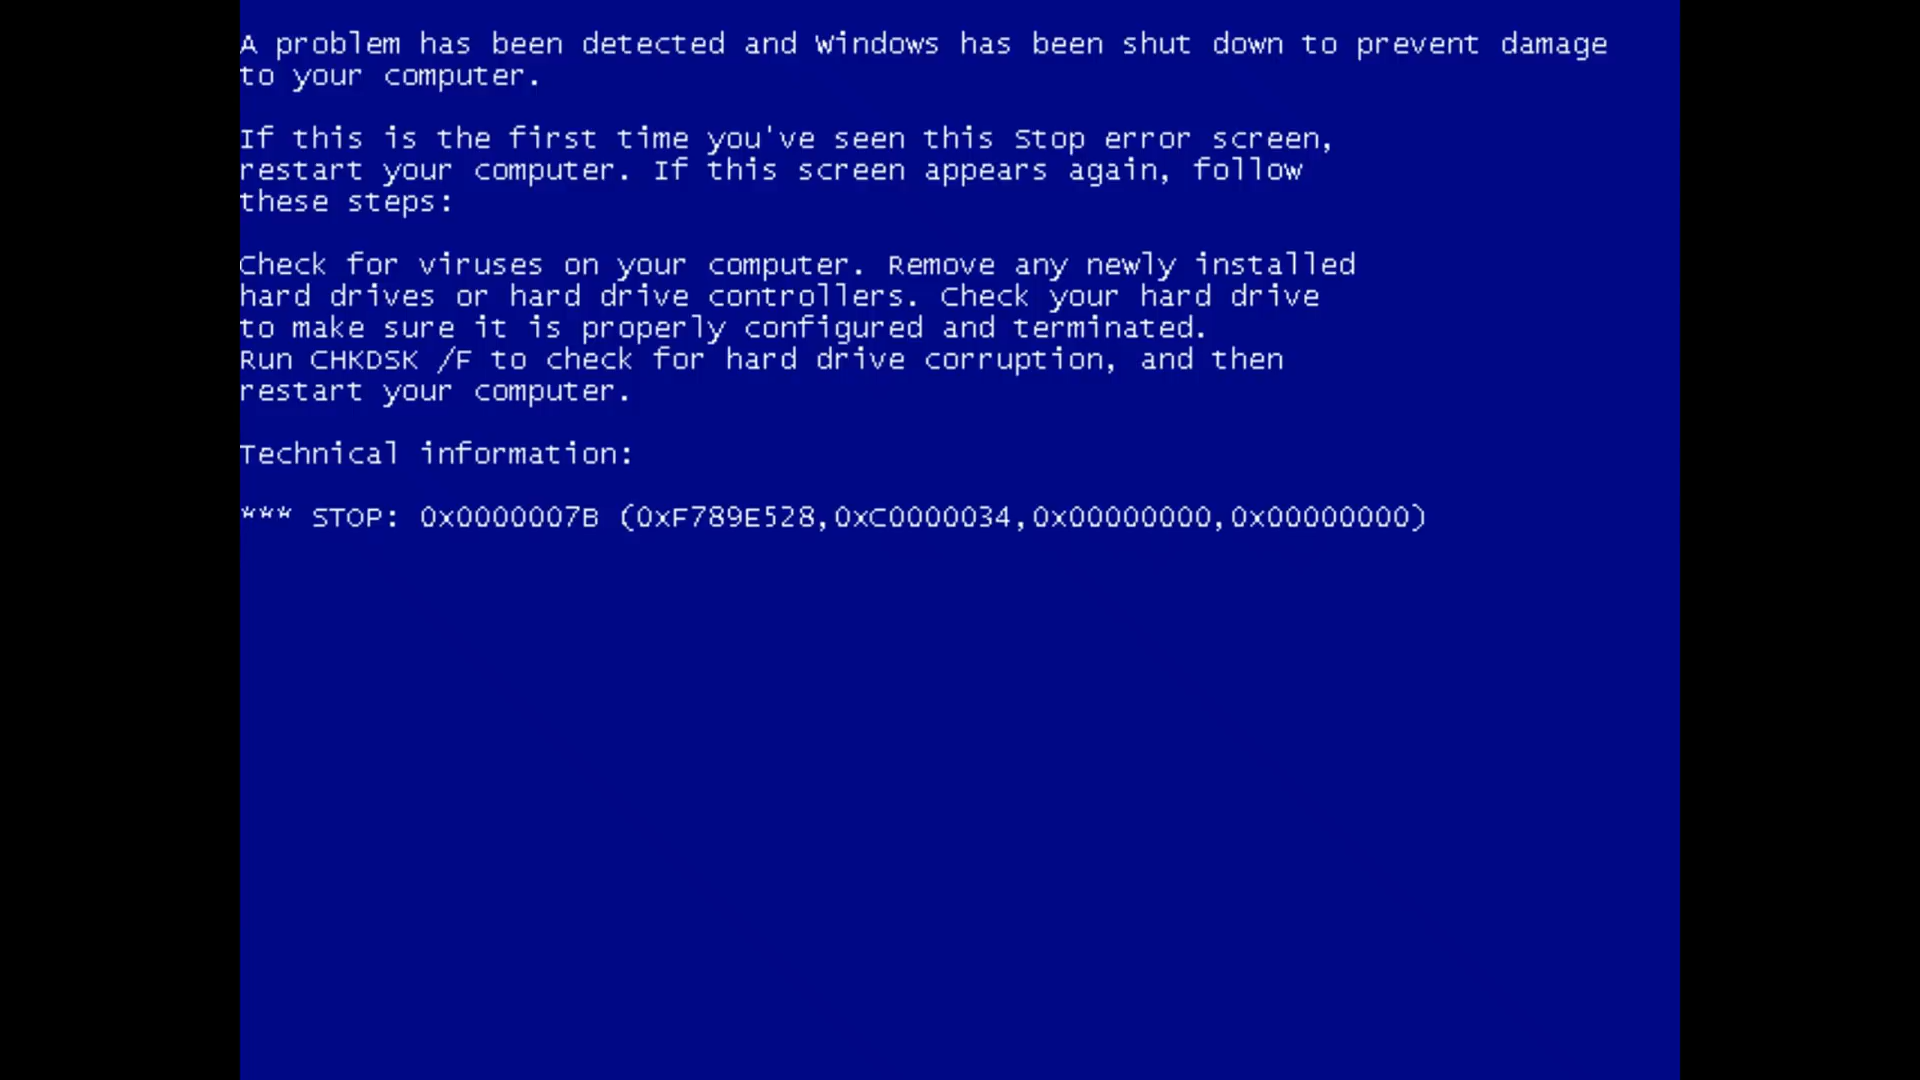 A problem has been detected and Windows has been shut down to prevent damage
to your computer.
If this is the first time you've seen this Stop error screen,
restart your computer. If this screen appears again, follow
these steps:
Check for viruses on your computer. Remove any newly installed
hard drives or hard drive controllers. Check your hard drive
to make sure it is properly configured and terminated.
Run CHKDSK /F to check for hard drive corruption, and then
restart your computer.
Technical information:
*** STOP: 0x0000007B (0xF789E528,0xC0000034,0x00000000,0x00000000)